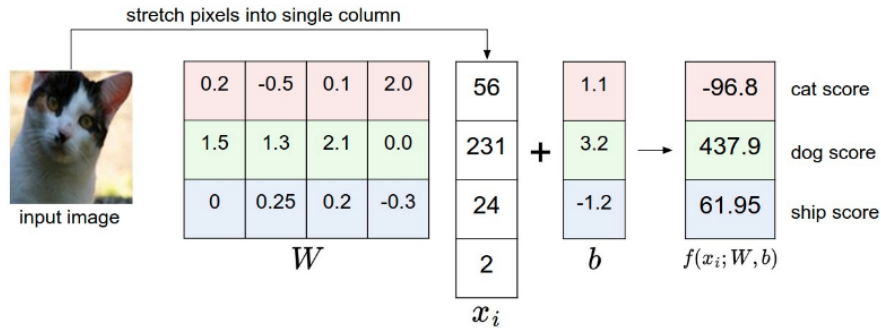 stretch pixels into single column
input image
0.2 -0.5 0.1 2.0
1.5 1.3 2.1 0.0
0 0.25 0.2 -0.3
W
56
231
24
2
x_i
+
1.1
3.2
-1.2
b
-96.8 cat score
437.9 dog score
61.95 ship score
f(x_i; W, b)